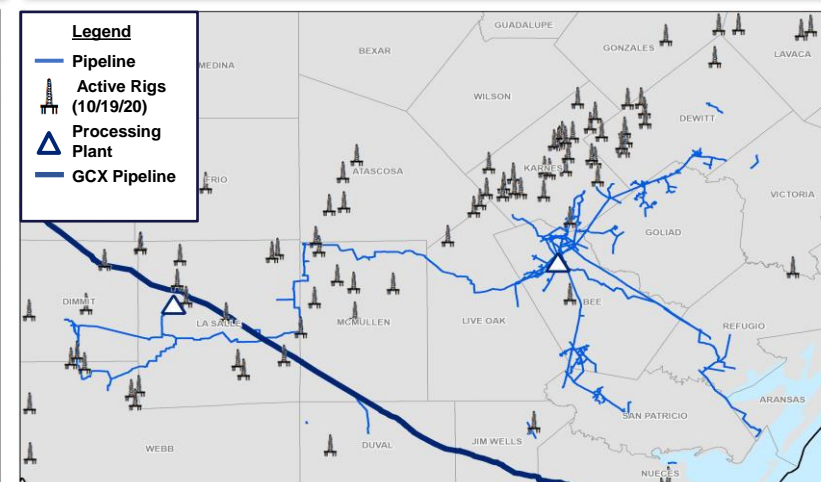 Legend
Pipeline
Active Rigs
(10/19/20)
Processing
Plant
GCX Pipeline
GUADALUPE
BEXAR
GONZALES
LAVACA
MEDINA
WILSON
DEWITT
ATASCOSA
KARNES
RIO
VICTORIA
GOLIAD
DIMMIT
LA SALLE
MCMULLEN
LIVE OAK
BEE
REFUGIO
ARANSAS
SAN PATRICIO
WEBB
DUVAL
JIM WELLS
NUECES